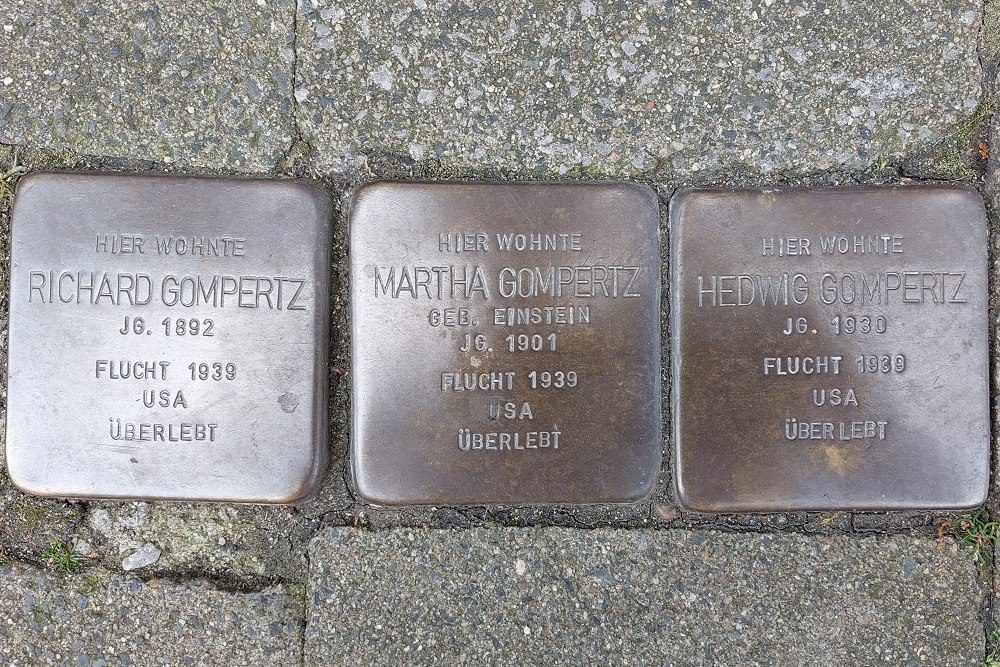 HIER WOHNTE
RICHARD GOMPERTZ
JG. 1892
FLUCHT 1939
USA
ÜBERLEBT
HIER WOHNTE
MARTHA GOMPERTZ
GEB. EINSTEIN
JG. 1901
FLUCHT 1939
USA
ÜBERLEBT
HIER WOHNTE
HEDWIG GOMPERTZ
JG. 1930
FLUCHT 1939
USA
ÜBERLEBT